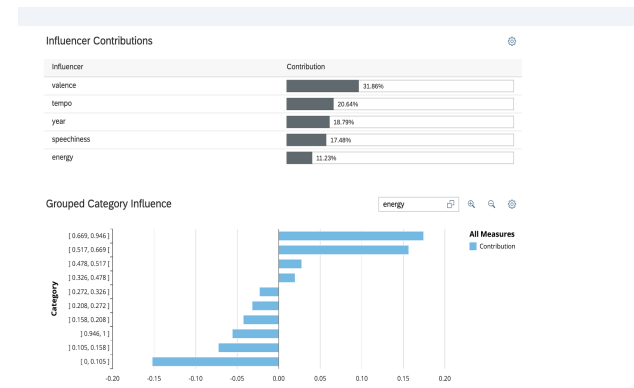 Influencer Contributions
Influencer Contribution
valence 31.86%
tempo 20.64%
year 18.79%
speechiness 17.48%
energy 11.23%
Grouped Category Influence energy
All Measures
Contribution
Category
] 0.669, 0.946 ]
] 0.517, 0.669 [
] 0.478, 0.517 [
] 0.326, 0.478 ]
] 0.272, 0.326 ]
] 0.208, 0.272 ]
] 0.158, 0.208 ]
] 0.946, 1 ]
] 0.105, 0.158 ]
[ 0, 0.105 ]
-0.20 -0.15 -0.10 -0.05 0.00 0.05 0.10 0.15 0.20